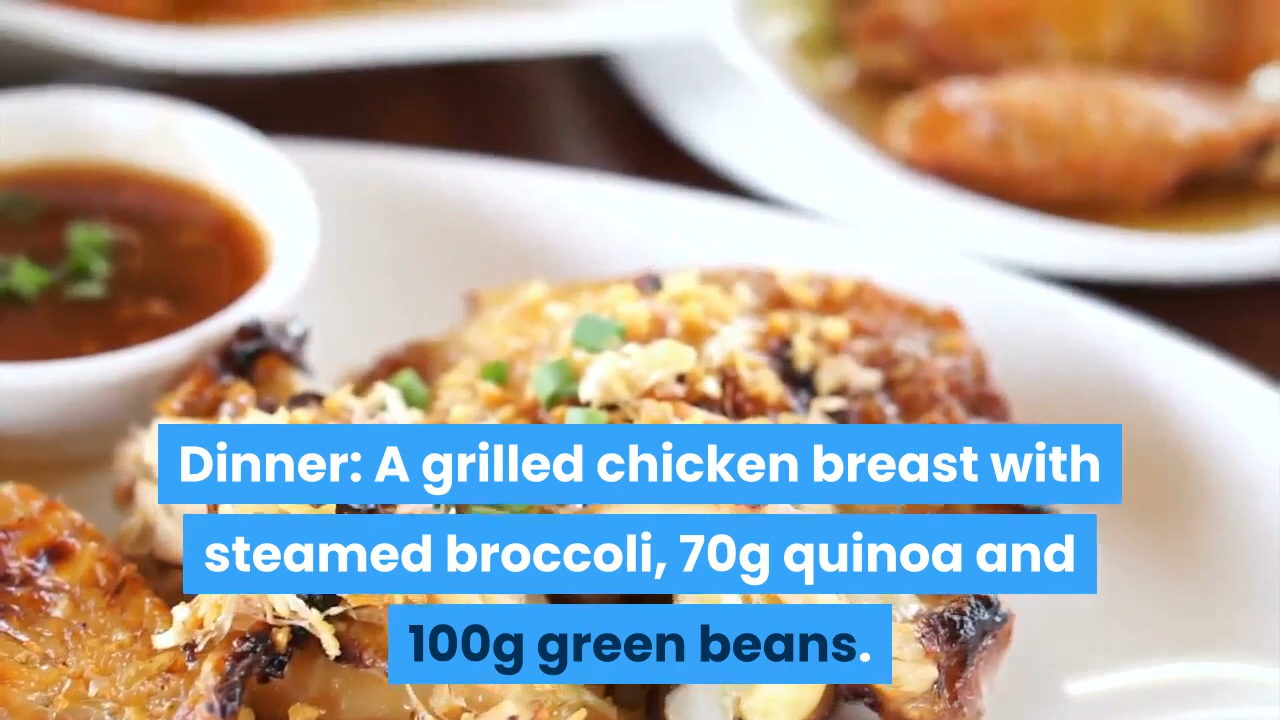 Dinner: A grilled chicken breast with
steamed broccoli, 70g quinoa and
100g green beans.